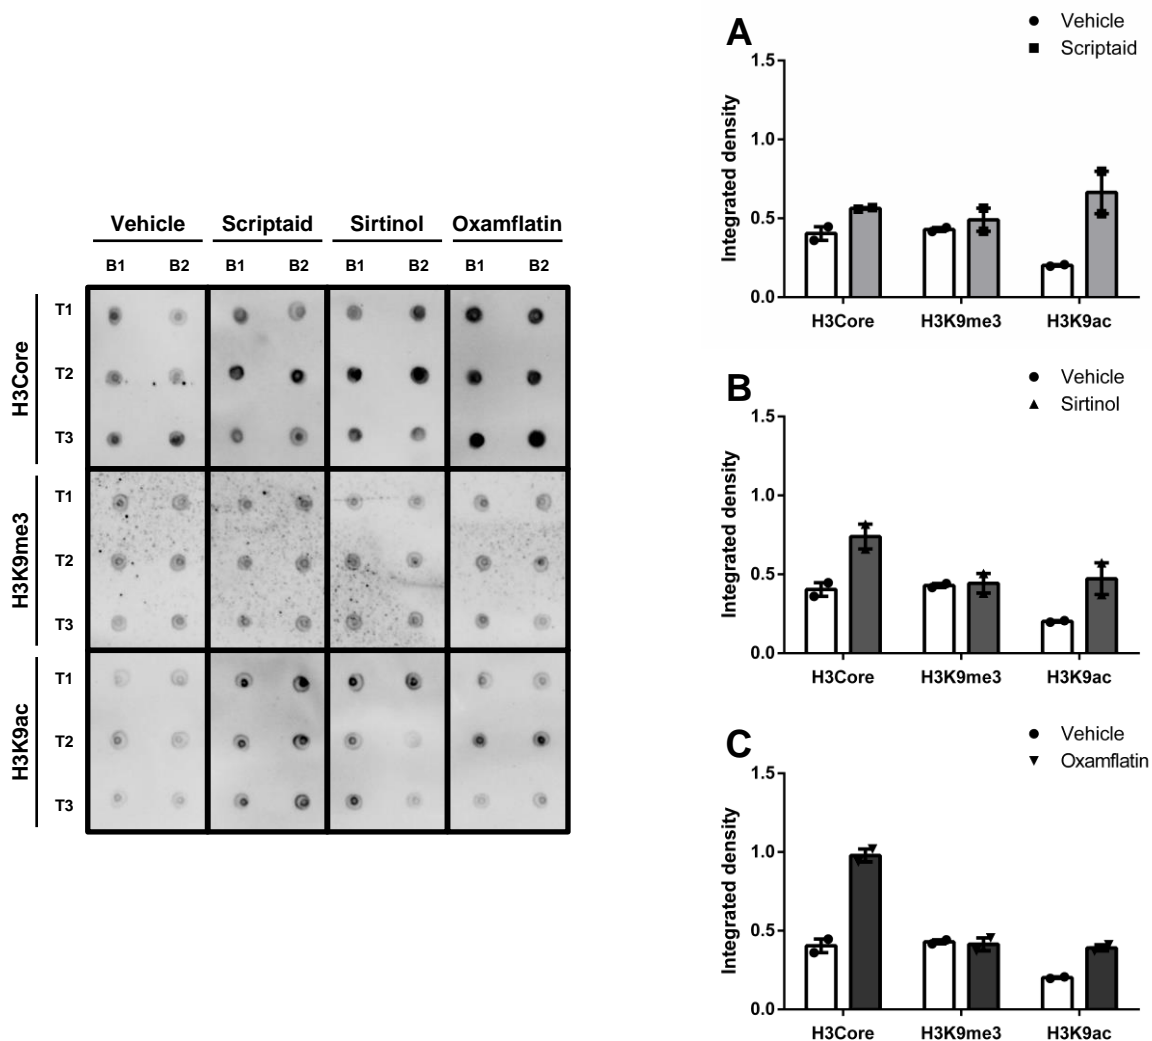 Vehicle Scriptaid Sirtinol Oxamflatin
B1 B2 B1 B2 B1 B2 B1 B2
H3Core
T1
T2
T3
H3K9me3
T1
T2
T3
H3K9ac
T1
T2
T3
A
Vehicle
Scriptaid
Integrated density
1.5
1.0
0.5
0.0
H3Core H3K9me3 H3K9ac
B
Vehicle
Sirtinol
Integrated density
1.5
1.0
0.5
0.0
H3Core H3K9me3 H3K9ac
C
Vehicle
Oxamflatin
Integrated density
1.5
1.0
0.5
0.0
H3Core H3K9me3 H3K9ac